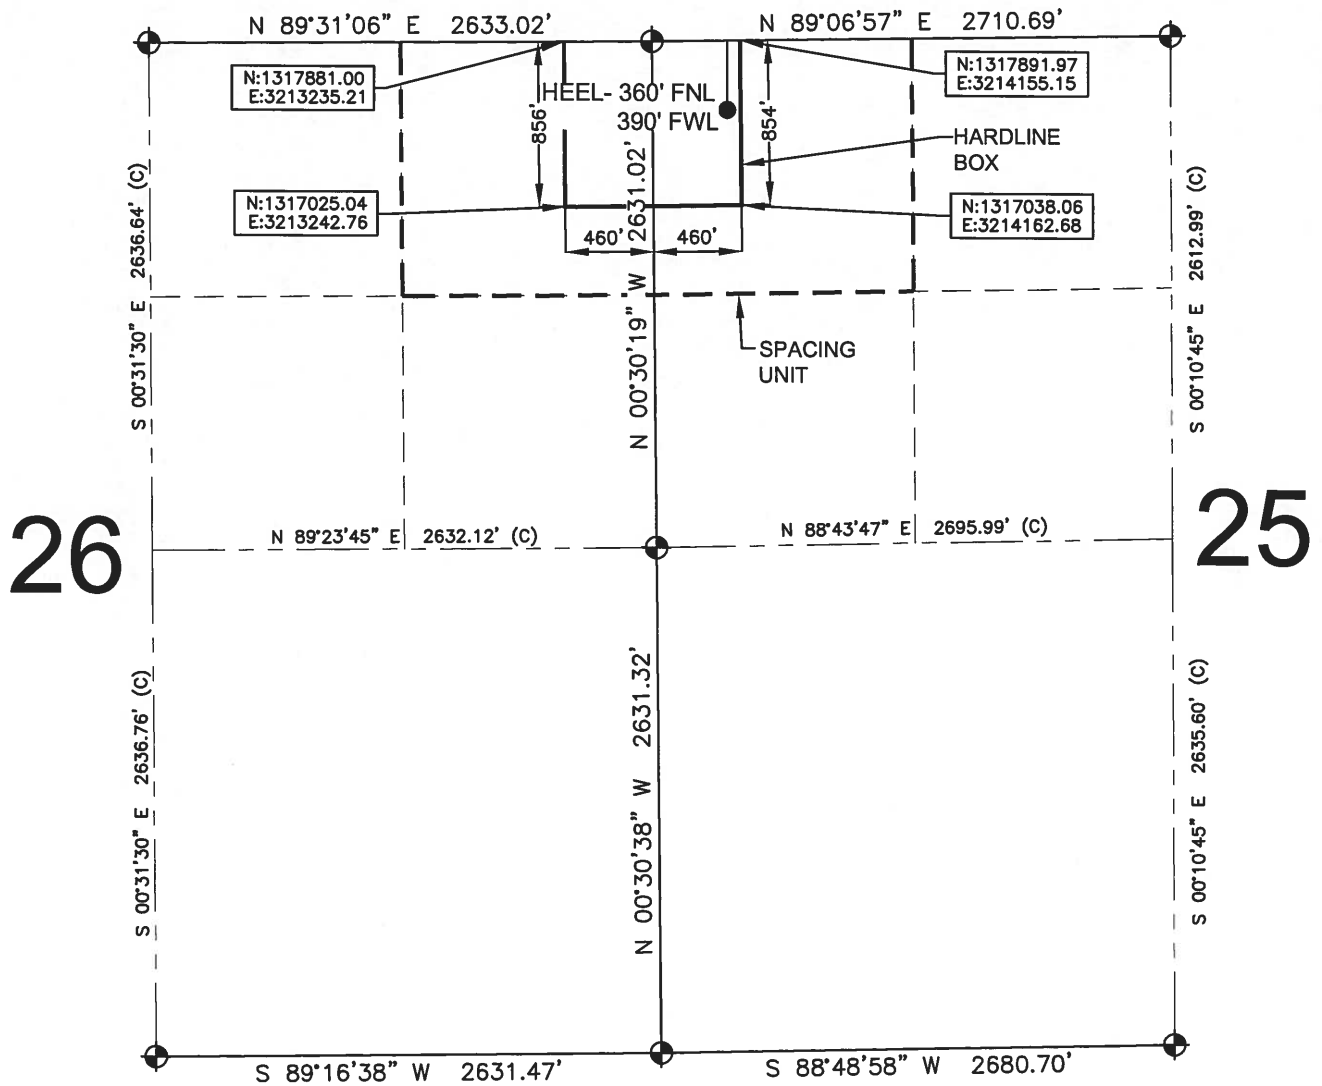 N 89°31'06" E 2633.02'
N 89°06'57" E 2710.69'
N:1317881.00
E:3213235.21
N:1317891.97
E:3214155.15
HEEL- 360' FNL
390' FWL
856'
854'
HARDLINE
BOX
N:1317025.04
E:3213242.76
N:1317038.06
E:3214162.68
460'
460'
S 00°31'30" E 2636.64' (C)
N 00°30'19" W 2631.02'
S 00°10'45" E 2612.99' (C)
SPACING
UNIT
26
25
N 89°23'45" E 2632.12' (C)
N 88°43'47" E 2695.99' (C)
S 00°31'30" E 2636.76' (C)
N 00°30'38" W 2631.32'
S 00°10'45" E 2635.60' (C)
S 89°16'38" W 2631.47'
S 88°48'58" W 2680.70'